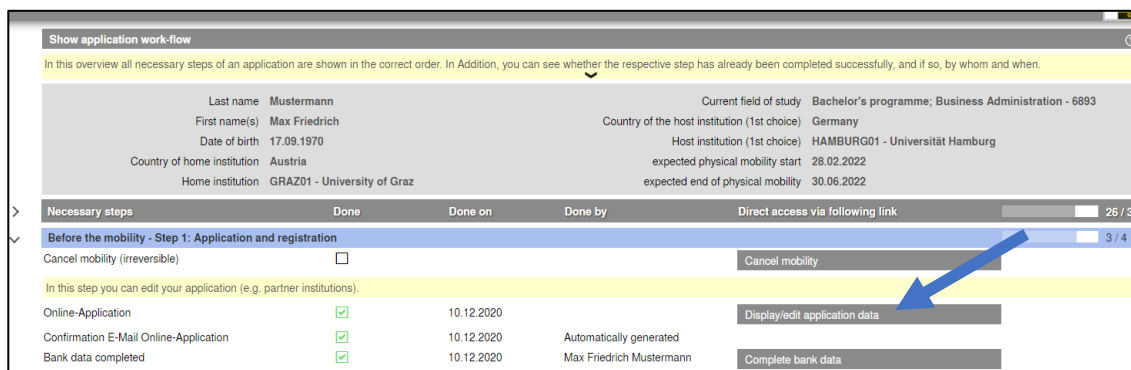 Show application work-flow
In this overview all necessary steps of an application are shown in the correct order. In Addition, you can see whether the respective step has already been completed successfully, and if so, by whom and when.
Last name Mustermann Current field of study Bachelor's programme; Business Administration - 6893
First name(s) Max Friedrich Country of the host institution (1st choice) Germany
Date of birth 17.09.1970 Host institution (1st choice) HAMBURG01 - Universität Hamburg
Country of home institution Austria expected physical mobility start 28.02.2022
Home institution GRAZ01 - University of Graz expected end of physical mobility 30.06.2022
Necessary steps Done Done on Done by Direct access via following link 26 / 3
Before the mobility - Step 1: Application and registration 3 / 4
Cancel mobility (irreversible) Cancel mobility
In this step you can edit your application (e.g. partner institutions).
Online-Application 10.12.2020 Display/edit application data
Confirmation E-Mail Online-Application 10.12.2020 Automatically generated
Bank data completed 10.12.2020 Max Friedrich Mustermann Complete bank data